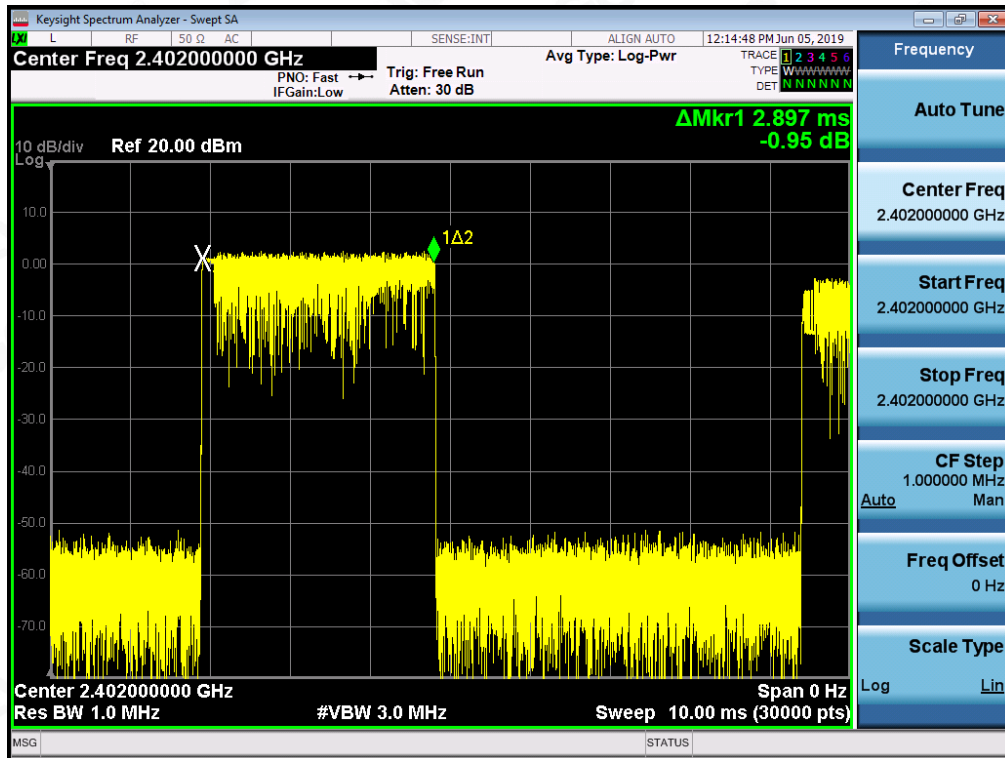 Keysight Spectrum Analyzer - Swept SA
LXI L RF 50 Ω AC SENSE:INT ALIGN AUTO 12:14:48 PM Jun 05, 2019
Center Freq 2.402000000 GHz
PNO: Fast
IFGain:Low
Trig: Free Run
Atten: 30 dB
Avg Type: Log-Pwr
TRACE 1 2 3 4 5 6
TYPE WWWWWW
DET N N N N N N
ΔMkr1 2.897 ms
-0.95 dB
10 dB/div Ref 20.00 dBm
Log
10.0
0.00
-10.0
-20.0
-30.0
-40.0
-50.0
-60.0
-70.0
X
1Δ2
Center 2.402000000 GHz Span 0 Hz
Res BW 1.0 MHz #VBW 3.0 MHz Sweep 10.00 ms (30000 pts)
MSG STATUS
Frequency
Auto Tune
Center Freq
2.402000000 GHz
Start Freq
2.402000000 GHz
Stop Freq
2.402000000 GHz
CF Step
1.000000 MHz
Auto Man
Freq Offset
0 Hz
Scale Type
Log Lin